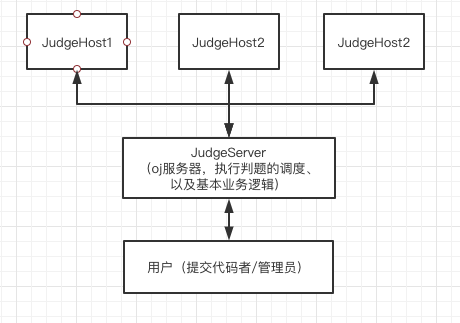 JudgeHost1
JudgeHost2
JudgeHost2
JudgeServer
（oj服务器，执行判题的调度、
以及基本业务逻辑）
用户（提交代码者/管理员）